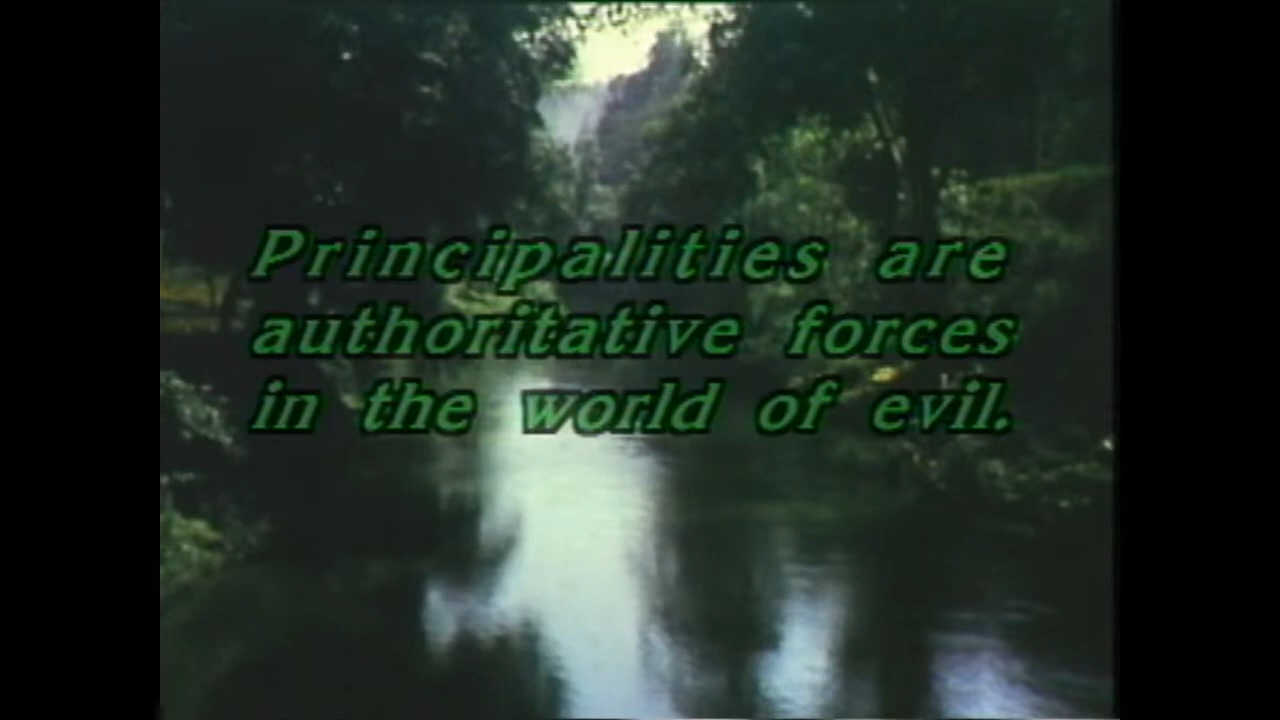 Principalities are
authoritative forces
in the world of evil.